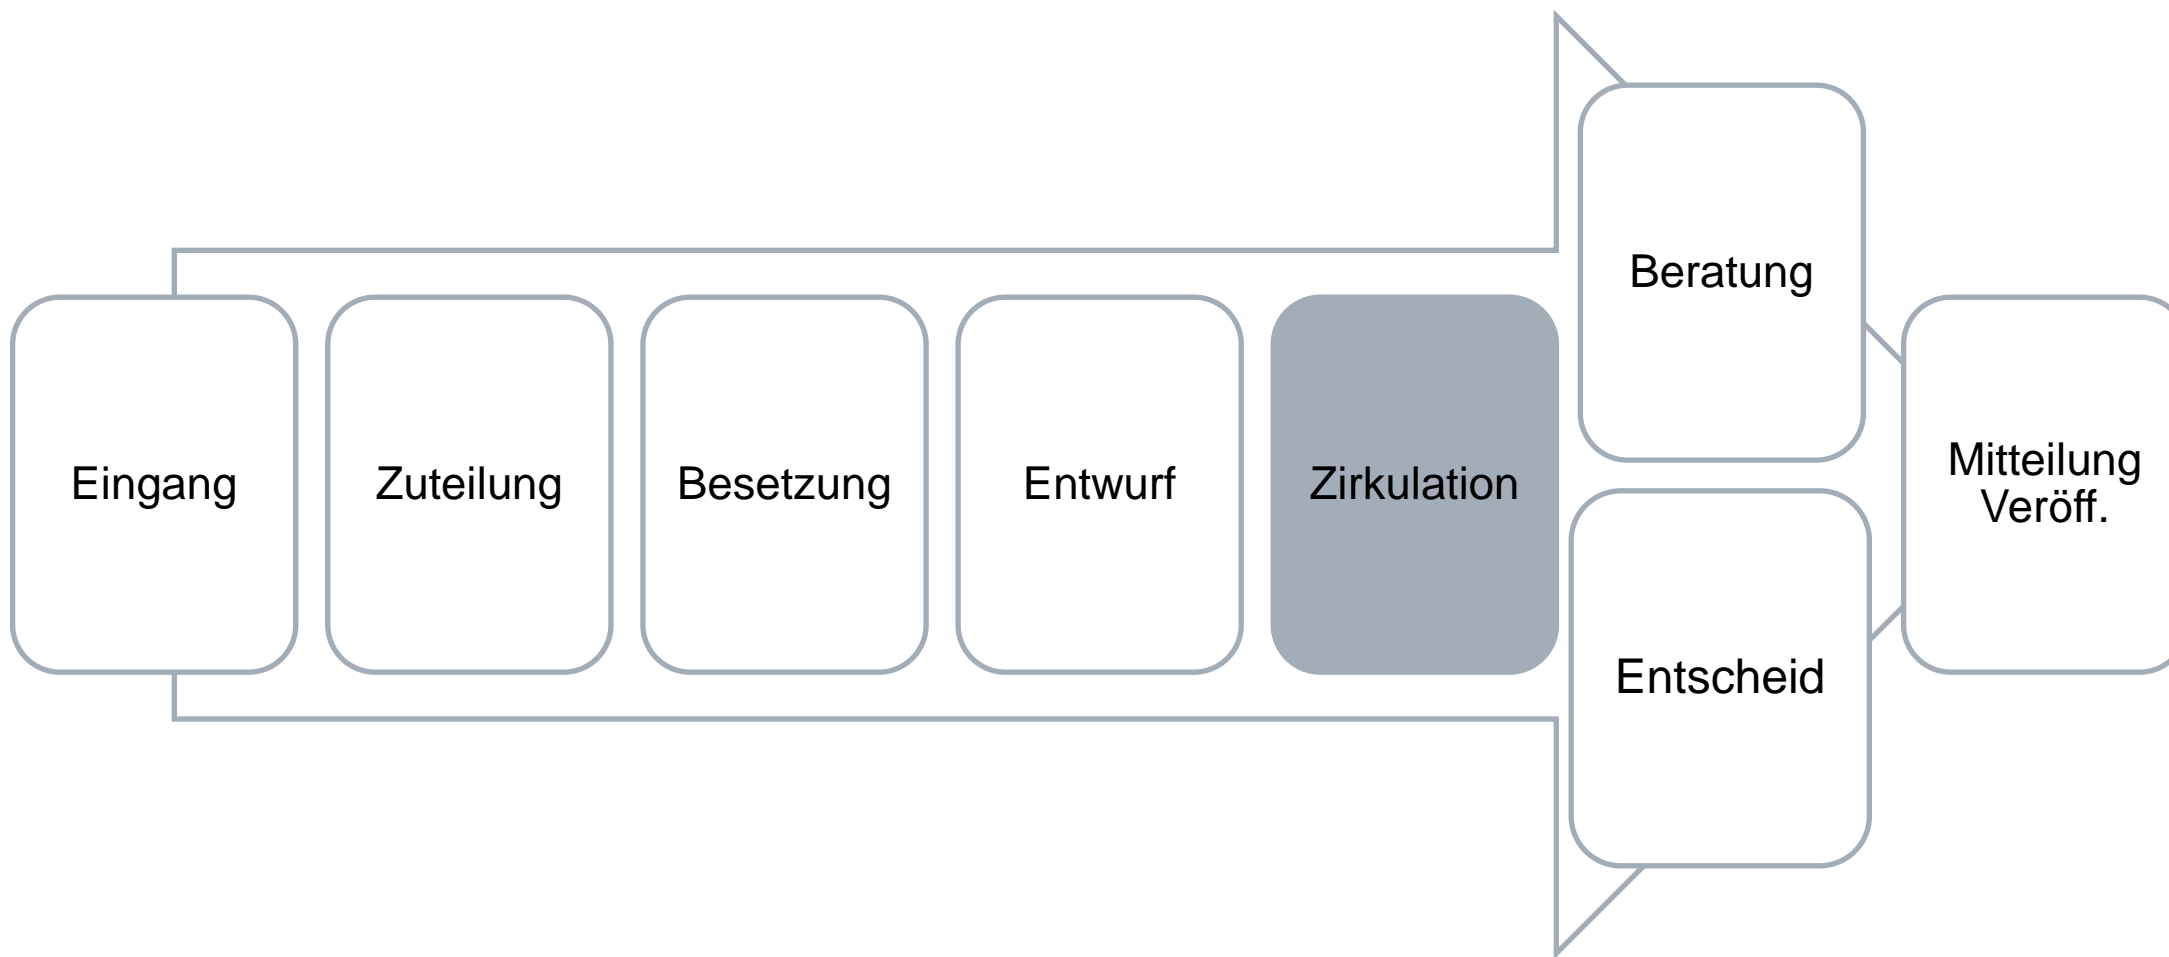 Eingang
Zuteilung
Besetzung
Entwurf
Zirkulation
Beratung
Entscheid
Mitteilung
Veröff.